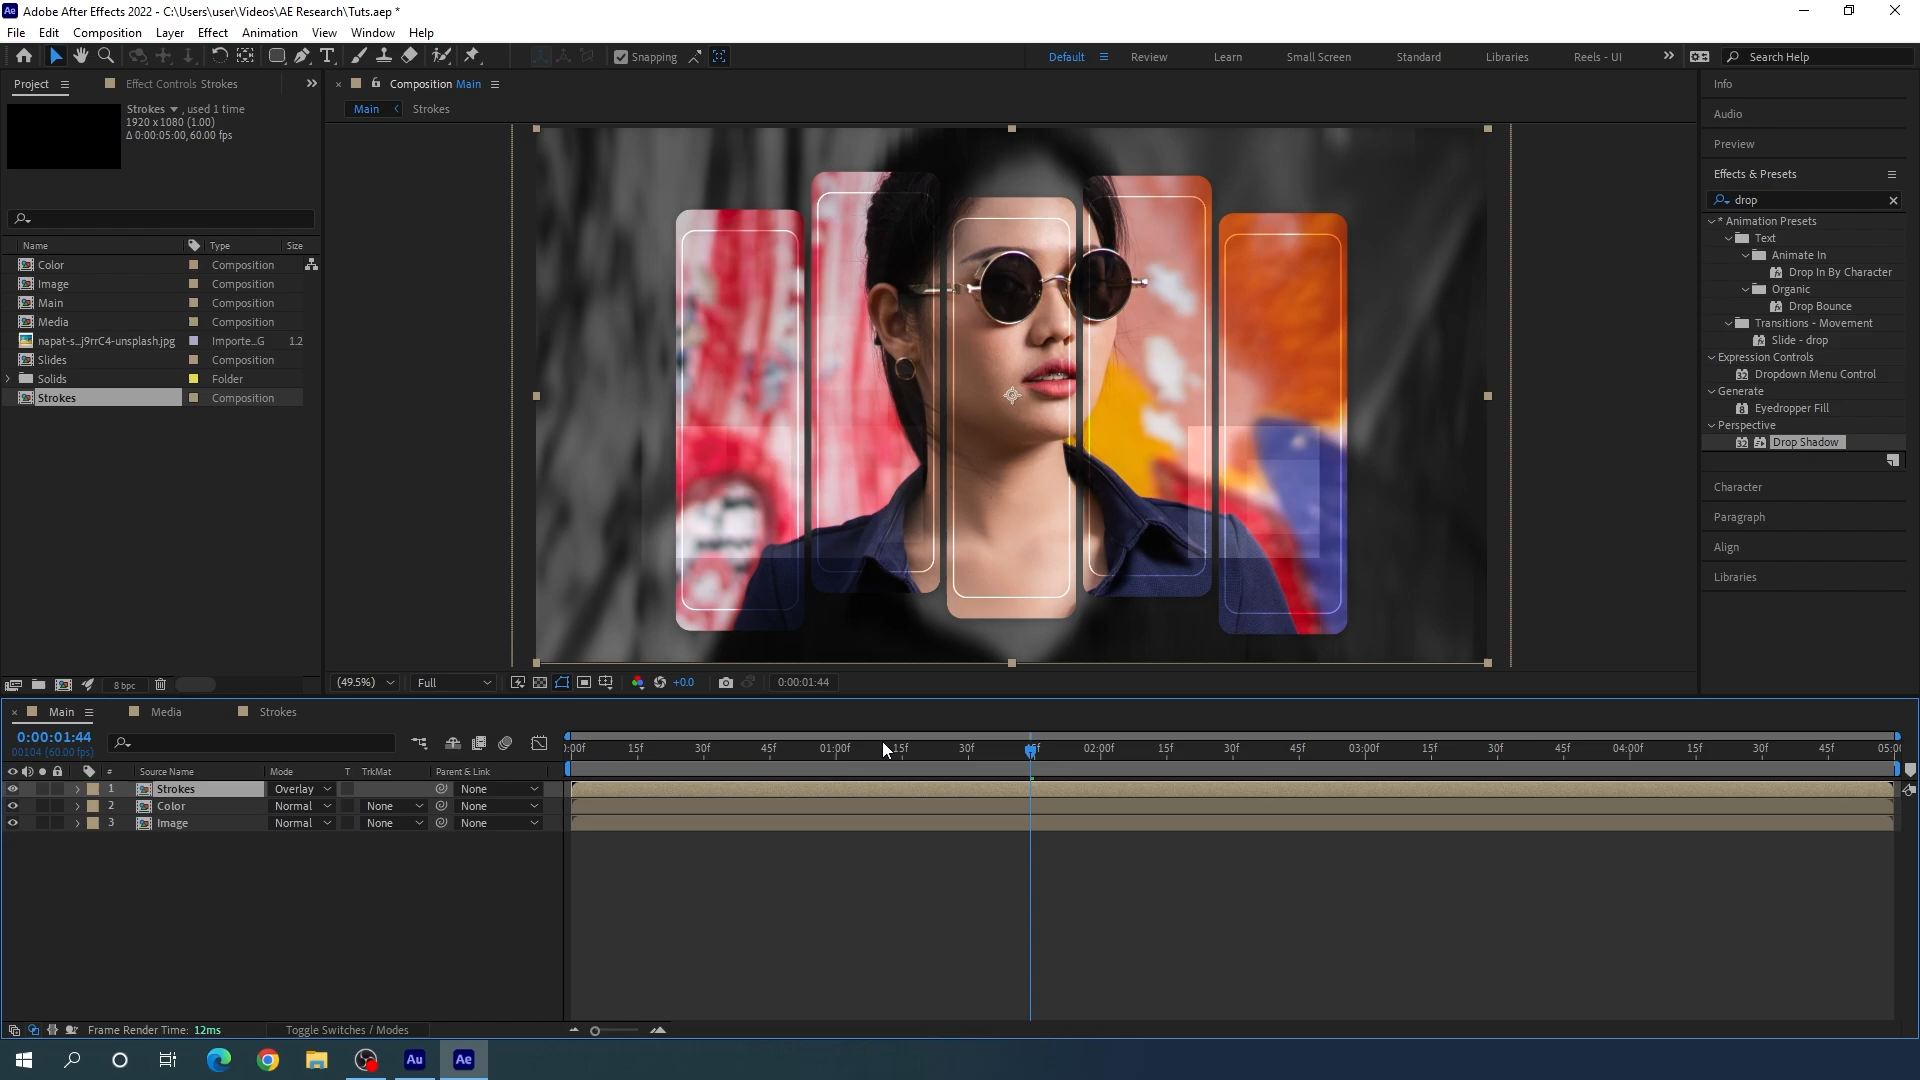 Adobe After Effects 2022 - C:\Users\user\Videos\AE Research\Tuts.aep *
File Edit Composition Layer Effect Animation View Window Help
Snapping Default Review Learn Small Screen Standard Libraries Reels - UI Search Help
Project Effect Controls Strokes
Composition Main
Main Strokes
Strokes , used 1 time
1920 x 1080 (1.00)
Δ 0:00:05:00, 60.00 fps
Name Type Size
Color Composition
Image Composition
Main Composition
Media Composition
napat-s...j9rrC4-unsplash.jpg Importe...G 1.2
Slides Composition
Solids Folder
Strokes Composition
8 bpc
(49.5%) Full +0.0 0:00:01:44
Info
Audio
Preview
Effects & Presets
drop
* Animation Presets
Text
Animate In
Drop In By Character
Organic
Drop Bounce
Transitions - Movement
Slide - drop
Expression Controls
Dropdown Menu Control
Generate
Eyedropper Fill
Perspective
Drop Shadow
Character
Paragraph
Align
Libraries
Main Media Strokes
0:00:01:44
00104 (60.00 fps)
:00f 15f 30f 45f 01:00f 15f 30f 45f 02:00f 15f 30f 45f 03:00f 15f 30f 45f 04:00f 15f 30f 45f 05:00
# Source Name Mode T TrkMat Parent & Link
1 Strokes Overlay None
2 Color Normal None None
3 Image Normal None None
Frame Render Time: 12ms Toggle Switches / Modes
Au Ae